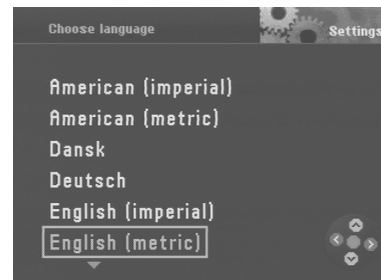 Choose language
Settings
American (imperial)
American (metric)
Dansk
Deutsch
English (imperial)
English (metric)